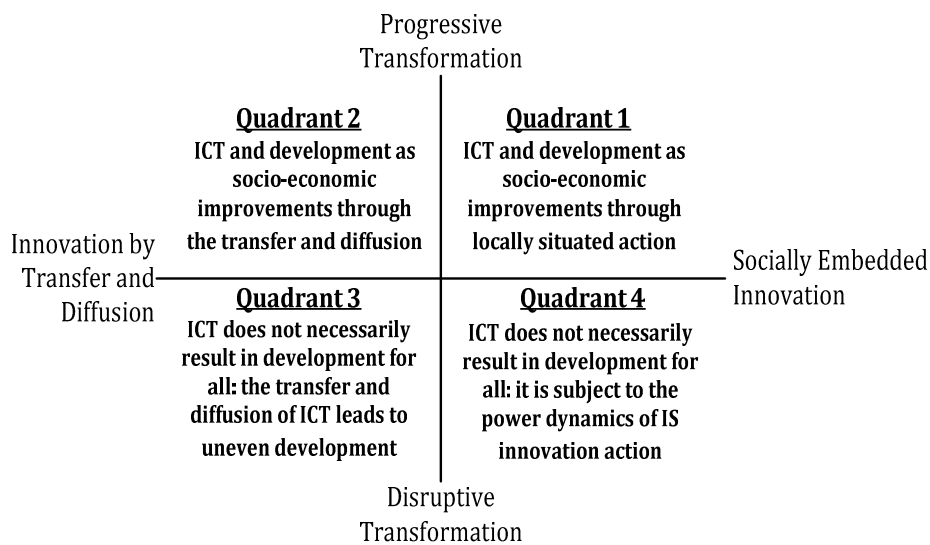 Progressive
Transformation
Quadrant 2
ICT and development as
socio-economic
improvements through
the transfer and diffusion
Quadrant 1
ICT and development as
socio-economic
improvements through
locally situated action
Innovation by
Transfer and
Diffusion
Socially Embedded
Innovation
Quadrant 3
ICT does not necessarily
result in development for
all: the transfer and
diffusion of ICT leads to
uneven development
Quadrant 4
ICT does not necessarily
result in development for
all: it is subject to the
power dynamics of IS
innovation action
Disruptive
Transformation